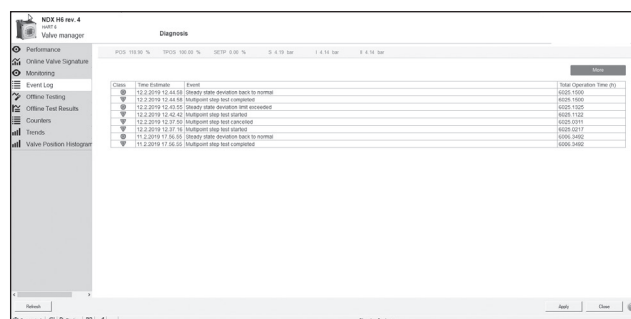 NDX H6 rev. 4
HART 6
Valve manager
Diagnosis
Performance
Online Valve Signature
Monitoring
Event Log
Offline Testing
Offline Test Results
Counters
Trends
Valve Position Histogram
More
Class Time Estimate Event Total Operation Time (h)
12.2.2019 12.44.58 Steady state deviation back to normal 6025.1500
12.2.2019 12.44.58 Multipoint step test completed 6025.1500
12.2.2019 12.43.55 Steady state deviation limit exceeded 6025.1325
12.2.2019 12.42.42 Multipoint step test started 6025.1122
12.2.2019 12.37.50 Multipoint step test cancelled 6025.0311
12.2.2019 12.37.16 Multipoint step test started 6025.0217
11.2.2019 17.56.55 Steady state deviation back to normal 6006.3492
11.2.2019 17.56.55 Multipoint step test completed 6006.3492
Refresh Apply Close